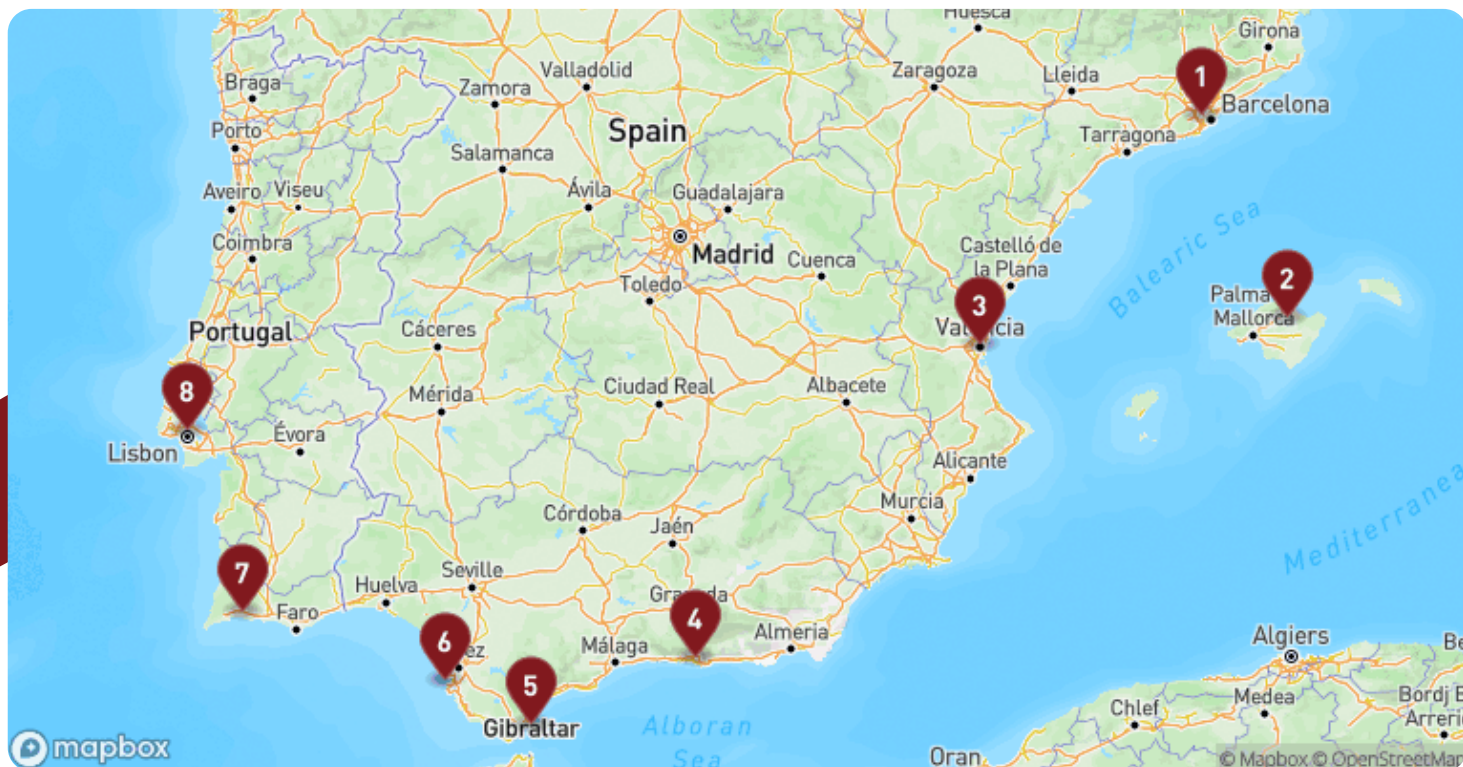 Huesca
Girona
Braga
Valladolid
Zaragoza
Lleida
1
Zamora
Barcelona
Porto
Spain
Tarragona
Salamanca
Aveiro
Viseu
Ávila
Guadalajara
Coimbra
Madrid
Cuenca
Castelló de
la Plana
Balearic Sea
Toledo
2
Palma
Mallorca
3
Portugal
Cáceres
8
Mérida
Ciudad Real
Albacete
Lisbon
Évora
Alicante
Murcia
Córdoba
Jaén
Mediterranea
7
Huelva
Seville
Faro
4
6
ez
Málaga
Almeria
Algiers
5
Gibraltar
Alboran
Sea
Chlef
Medea
Oran
mapbox
© Mapbox © OpenStreetMap